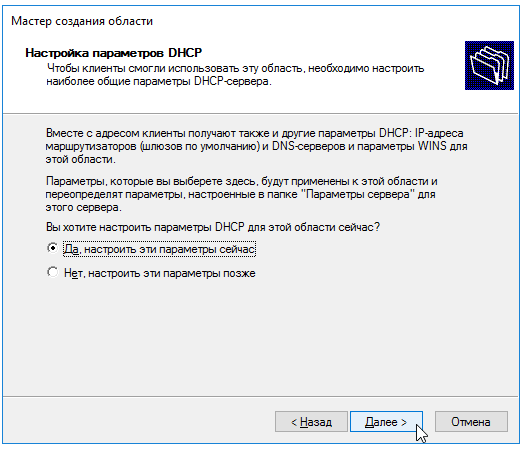 Мастер создания области
Настройка параметров DHCP
Чтобы клиенты смогли использовать эту область, необходимо настроить
наиболее общие параметры DHCP-сервера.
Вместе с адресом клиенты получают также и другие параметры DHCP: IP-адреса
маршрутизаторов (шлюзов по умолчанию) и DNS-серверов и параметры WINS для
этой области.
Параметры, которые вы выберете здесь, будут применены к этой области и
переопределят параметры, настроенные в папке "Параметры сервера" для
этого сервера.
Вы хотите настроить параметры DHCP для этой области сейчас?
Да, настроить эти параметры сейчас
Нет, настроить эти параметры позже
< Назад
Далее >
Отмена